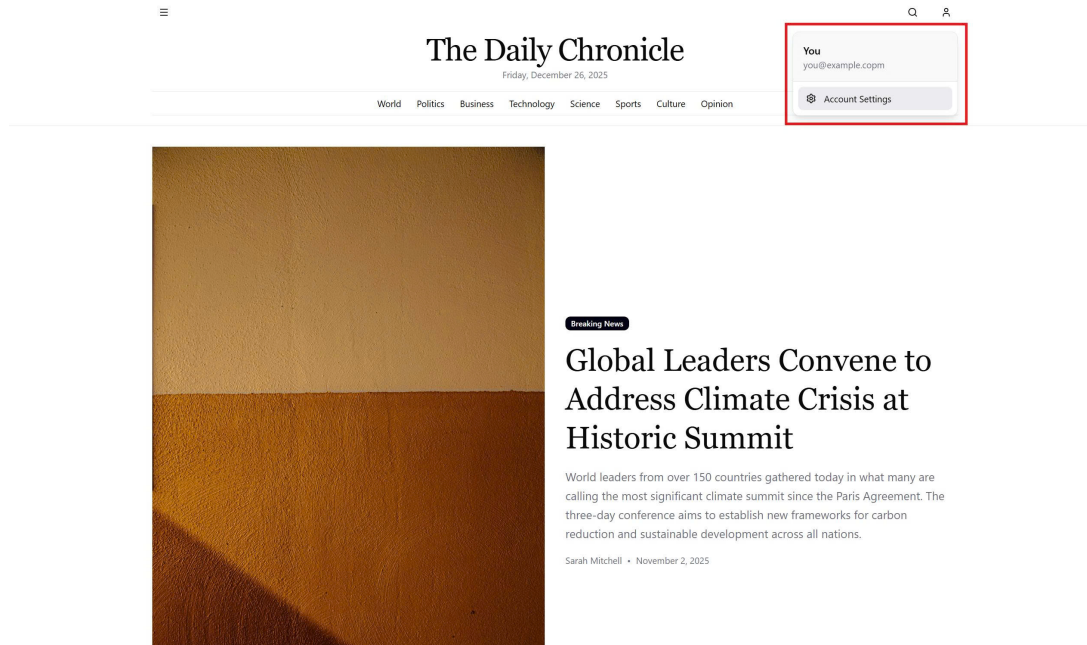 The Daily Chronicle
Friday, December 26, 2025
You
you@example.copm
Account Settings
World Politics Business Technology Science Sports Culture Opinion
Breaking News
Global Leaders Convene to
Address Climate Crisis at
Historic Summit
World leaders from over 150 countries gathered today in what many are
calling the most significant climate summit since the Paris Agreement. The
three-day conference aims to establish new frameworks for carbon
reduction and sustainable development across all nations.
Sarah Mitchell • November 2, 2025